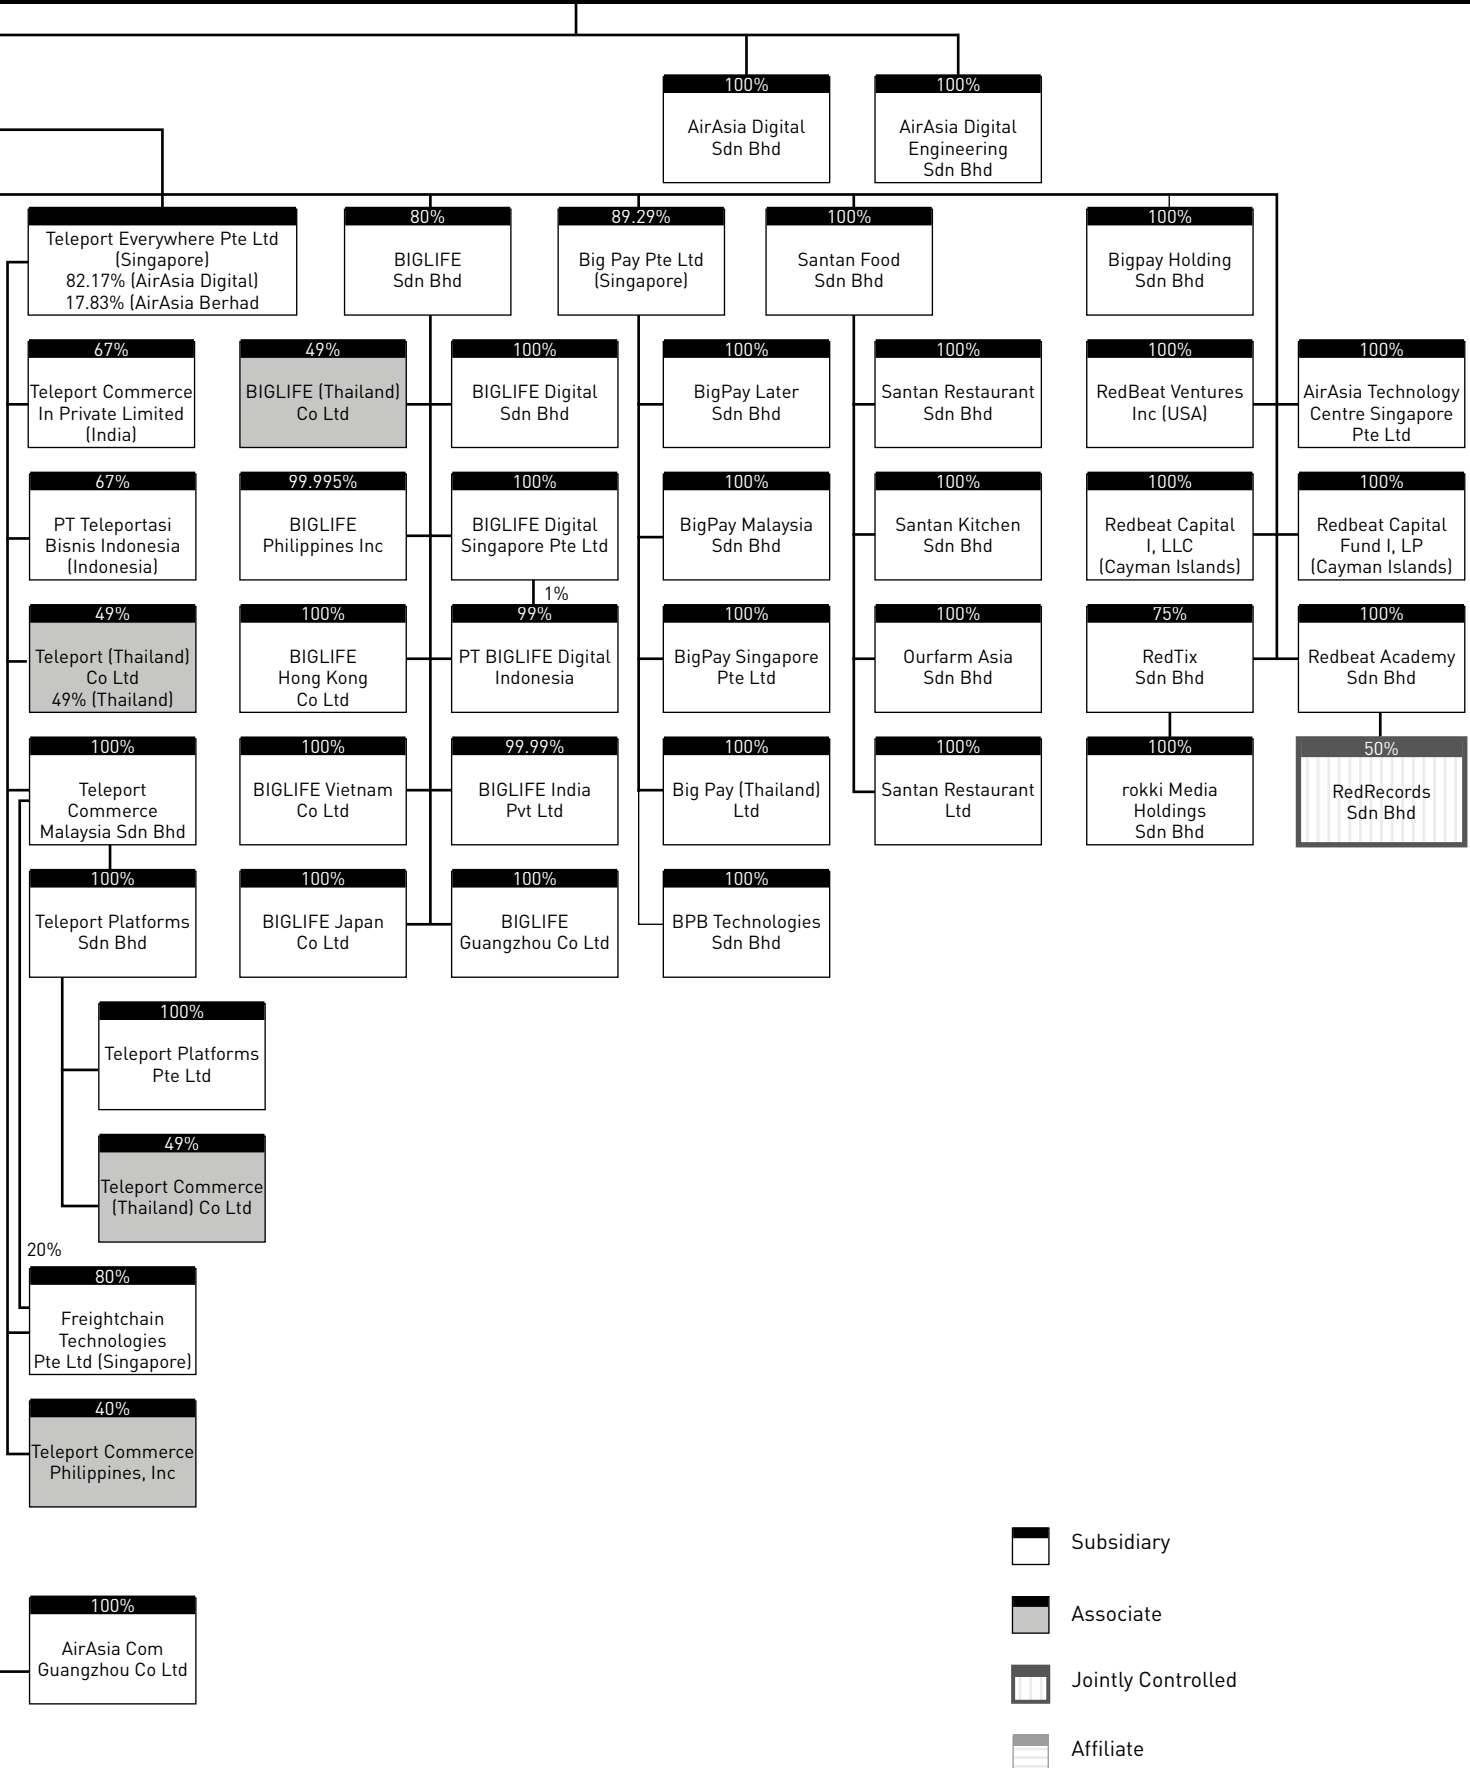 100%
AirAsia Digital
Sdn Bhd
100%
AirAsia Digital
Engineering
Sdn Bhd
Teleport Everywhere Pte Ltd
(Singapore)
82.17% (AirAsia Digital)
17.83% (AirAsia Berhad
80%
BIGLIFE
Sdn Bhd
89.29%
Big Pay Pte Ltd
(Singapore)
100%
Santan Food
Sdn Bhd
100%
Bigpay Holding
Sdn Bhd
67%
Teleport Commerce
In Private Limited
(India)
49%
BIGLIFE (Thailand)
Co Ltd
100%
BIGLIFE Digital
Sdn Bhd
100%
BigPay Later
Sdn Bhd
100%
Santan Restaurant
Sdn Bhd
100%
RedBeat Ventures
Inc (USA)
100%
AirAsia Technology
Centre Singapore
Pte Ltd
67%
PT Teleportasi
Bisnis Indonesia
(Indonesia)
99.995%
BIGLIFE
Philippines Inc
100%
BIGLIFE Digital
Singapore Pte Ltd
100%
BigPay Malaysia
Sdn Bhd
100%
Santan Kitchen
Sdn Bhd
100%
Redbeat Capital
I, LLC
(Cayman Islands)
100%
Redbeat Capital
Fund I, LP
(Cayman Islands)
1%
49%
Teleport (Thailand)
Co Ltd
49% (Thailand)
100%
BIGLIFE
Hong Kong
Co Ltd
99%
PT BIGLIFE Digital
Indonesia
100%
BigPay Singapore
Pte Ltd
100%
Ourfarm Asia
Sdn Bhd
75%
RedTix
Sdn Bhd
100%
Redbeat Academy
Sdn Bhd
100%
Teleport
Commerce
Malaysia Sdn Bhd
100%
BIGLIFE Vietnam
Co Ltd
99.99%
BIGLIFE India
Pvt Ltd
100%
Big Pay (Thailand)
Ltd
100%
Santan Restaurant
Ltd
100%
rokki Media
Holdings
Sdn Bhd
50%
RedRecords
Sdn Bhd
100%
Teleport Platforms
Sdn Bhd
100%
BIGLIFE Japan
Co Ltd
100%
BIGLIFE
Guangzhou Co Ltd
100%
BPB Technologies
Sdn Bhd
100%
Teleport Platforms
Pte Ltd
49%
Teleport Commerce
(Thailand) Co Ltd
20%
80%
Freightchain
Technologies
Pte Ltd (Singapore)
40%
Teleport Commerce
Philippines, Inc
100%
AirAsia Com
Guangzhou Co Ltd
Subsidiary
Associate
Jointly Controlled
Affiliate